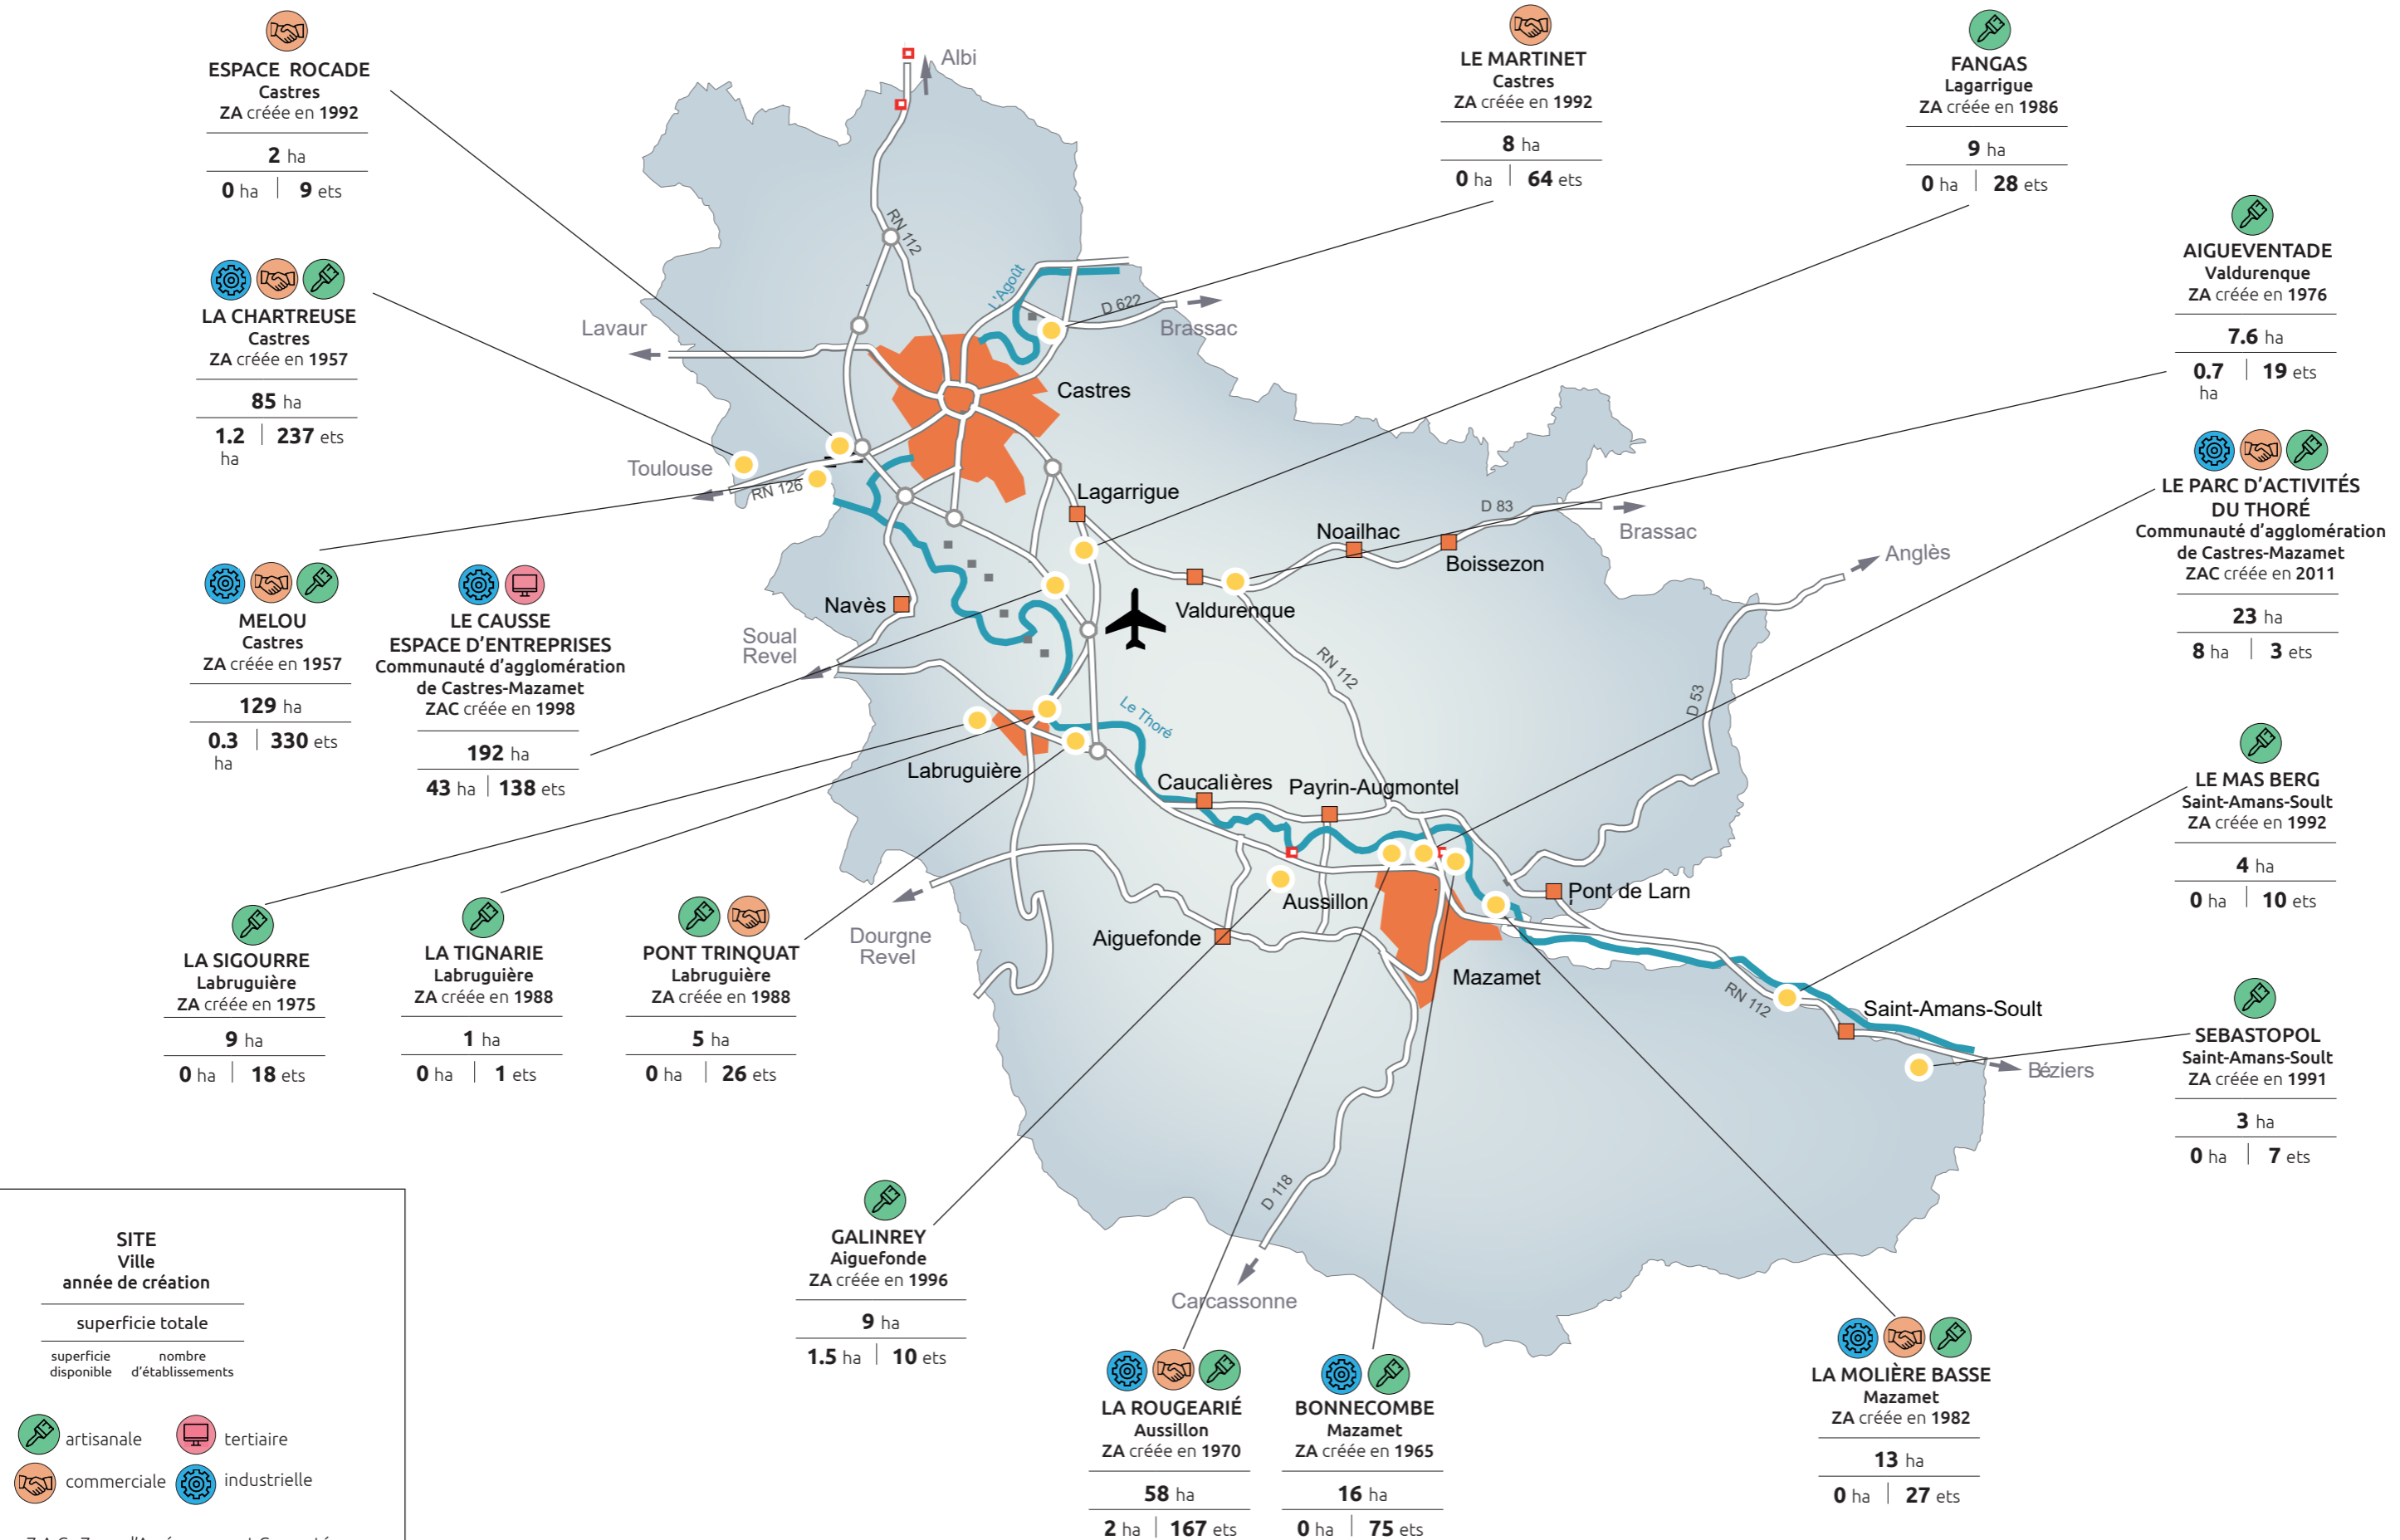 ESPACE ROCADE
Castres
ZA créée en 1992
2 ha
0 ha | 9 ets
LA CHARTREUSE
Castres
ZA créée en 1957
85 ha
1.2 | 237 ets
ha
MELOU
Castres
ZA créée en 1957
129 ha
0.3 | 330 ets
ha
LE CAUSSE
ESPACE D'ENTREPRISES
Communauté d'agglomération
de Castres-Mazamet
ZAC créée en 1998
192 ha
43 ha | 138 ets
LA SIGOURRE
Labruguière
ZA créée en 1975
9 ha
0 ha | 18 ets
LA TIGNARIE
Labruguière
ZA créée en 1988
1 ha
0 ha | 1 ets
PONT TRINQUAT
Labruguière
ZA créée en 1988
5 ha
0 ha | 26 ets
GALINREY
Aiguefonde
ZA créée en 1996
9 ha
1.5 ha | 10 ets
LA ROUGEARIÉ
Aussillon
ZA créée en 1970
58 ha
2 ha | 167 ets
BONNECOMBE
Mazamet
ZA créée en 1965
16 ha
0 ha | 75 ets
LA MOLIÈRE BASSE
Mazamet
ZA créée en 1982
13 ha
0 ha | 27 ets
LE MARTINET
Castres
ZA créée en 1992
8 ha
0 ha | 64 ets
FANGAS
Lagarrigue
ZA créée en 1986
9 ha
0 ha | 28 ets
AIGUEVENTADE
Valdurenque
ZA créée en 1976
7.6 ha
0.7 | 19 ets
ha
LE PARC D'ACTIVITÉS
DU THORÉ
Communauté d'agglomération
de Castres-Mazamet
ZAC créée en 2011
23 ha
8 ha | 3 ets
LE MAS BERG
Saint-Amans-Soult
ZA créée en 1992
4 ha
0 ha | 10 ets
SEBASTOPOL
Saint-Amans-Soult
ZA créée en 1991
3 ha
0 ha | 7 ets
Albi
RN 112
L'Agoût
D 622
Brassac
Lavaur
Castres
Toulouse
RN 126
Lagarrigue
Noailhac
D 83
Brassac
Boissezon
Anglès
Navès
Valdurenque
Soual
Revel
RN 112
D 53
Le Thoré
Labruguière
Caucalières
Payrin-Augmontel
Aussillon
Pont de Larn
Aiguefonde
Dourgne
Revel
Mazamet
RN 112
Saint-Amans-Soult
Béziers
D 118
Carcassonne
SITE
Ville
année de création
superficie totale
superficie nombre
disponible d'établissements
artisanale tertiaire
commerciale industrielle